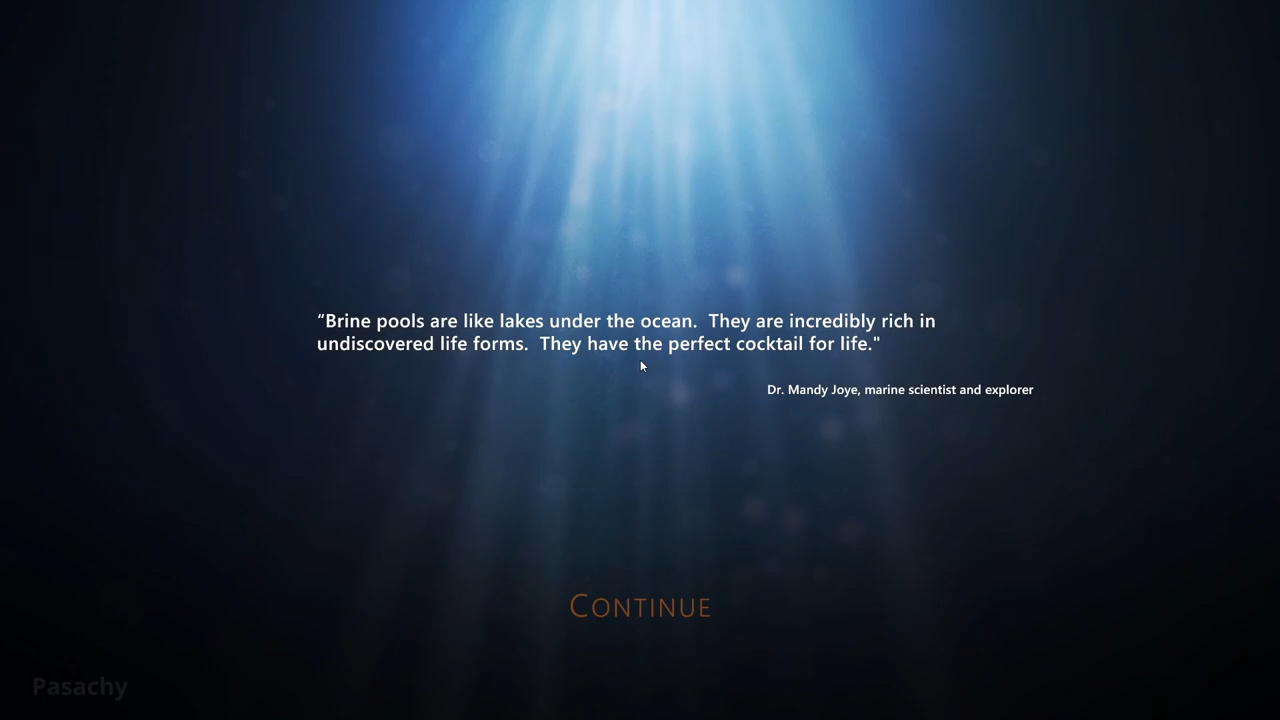 “Brine pools are like lakes under the ocean.  They are incredibly rich in
undiscovered life forms.  They have the perfect cocktail for life."
Dr. Mandy Joye, marine scientist and explorer
CONTINUE
Pasachy